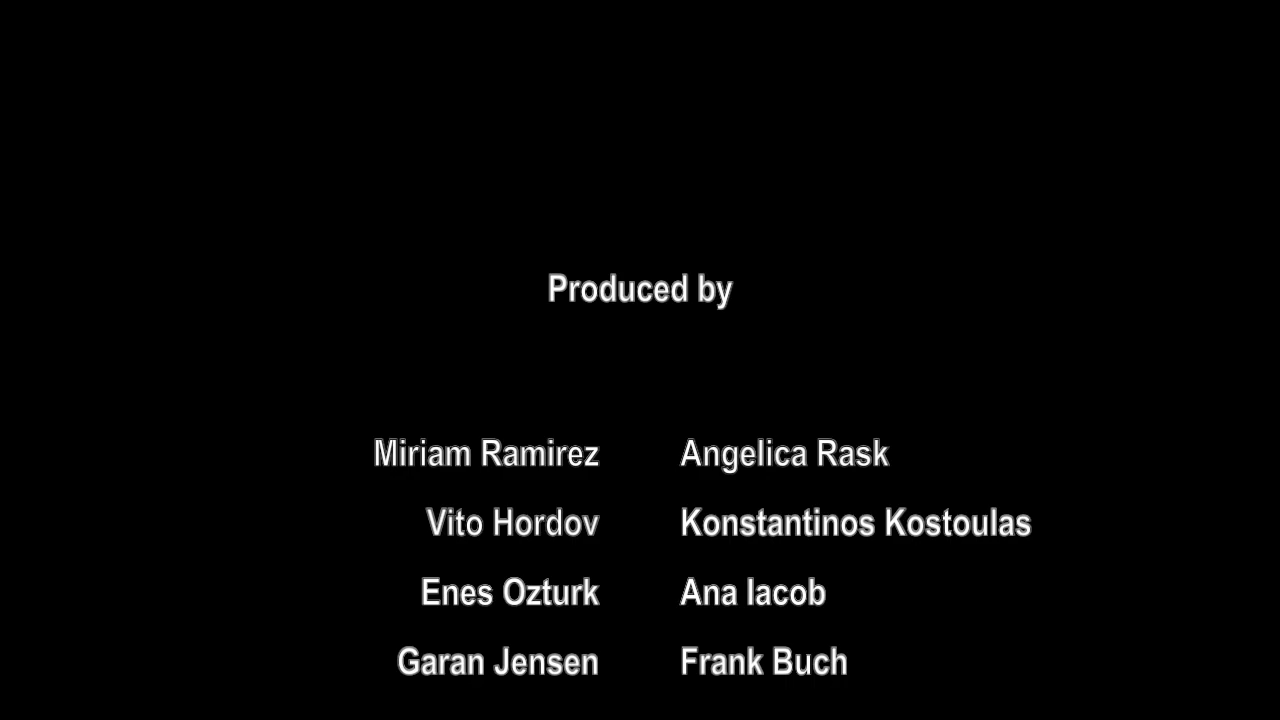 Produced by
Miriam Ramirez Angelica Rask
Vito Hordov Konstantinos Kostoulas
Enes Ozturk Ana Iacob
Garan Jensen Frank Buch